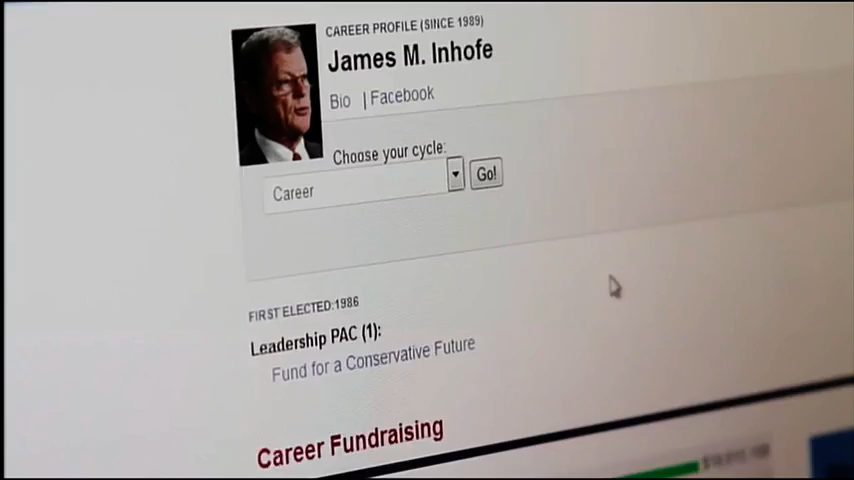 CAREER PROFILE (SINCE 1989)
James M. Inhofe
Bio | Facebook
Choose your cycle:
Career
Go!
FIRST ELECTED:1986
Leadership PAC (1):
Fund for a Conservative Future
Career Fundraising